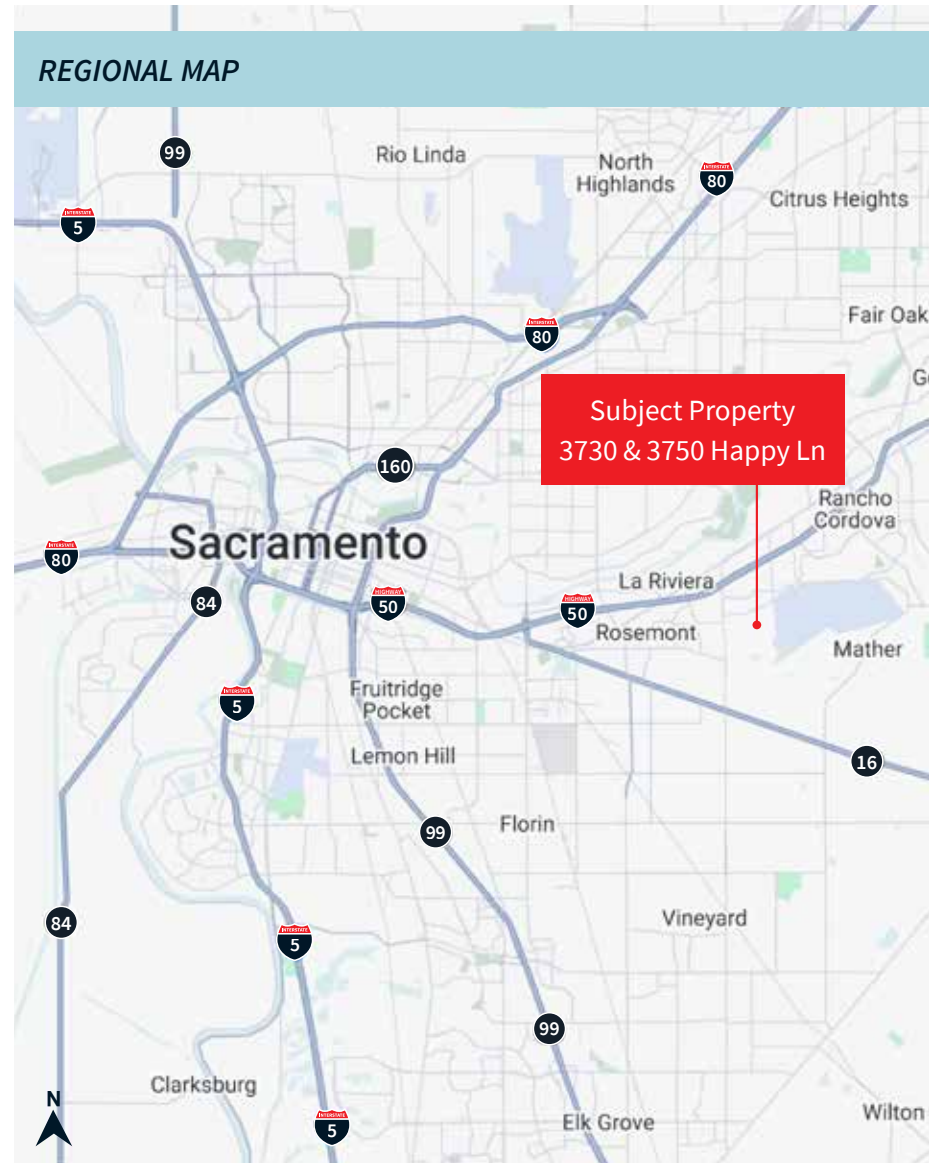 REGIONAL MAP
99
Rio Linda
North
Highlands
INTERSTATE
80
Citrus Heights
INTERSTATE
5
Fair Oak
INTERSTATE
80
Subject Property
3730 & 3750 Happy Ln
160
Rancho
Cordova
Sacramento
INTERSTATE
80
La Riviera
84
HIGHWAY
50
HIGHWAY
50
Rosemont
Mather
INTERSTATE
5
Fruitridge
Pocket
Lemon Hill
16
99
Florin
84
Vineyard
INTERSTATE
5
99
Clarksburg
N
INTERSTATE
5
Elk Grove
Wilton